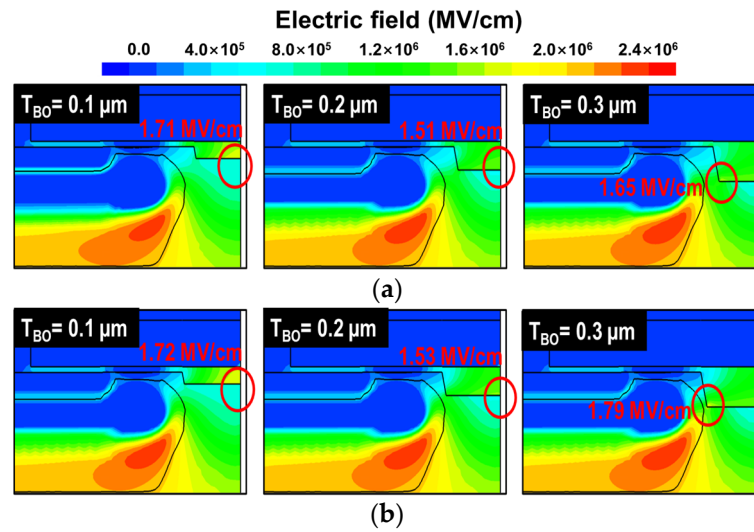 Electric field (MV/cm)
0.0 4.0×10⁵ 8.0×10⁵ 1.2×10⁶ 1.6×10⁶ 2.0×10⁶ 2.4×10⁶
T_BO= 0.1 µm T_BO= 0.2 µm T_BO= 0.3 µm
1.71 MV/cm 1.51 MV/cm 1.65 MV/cm
(a)
T_BO= 0.1 µm T_BO= 0.2 µm T_BO= 0.3 µm
1.72 MV/cm 1.53 MV/cm 1.79 MV/cm
(b)